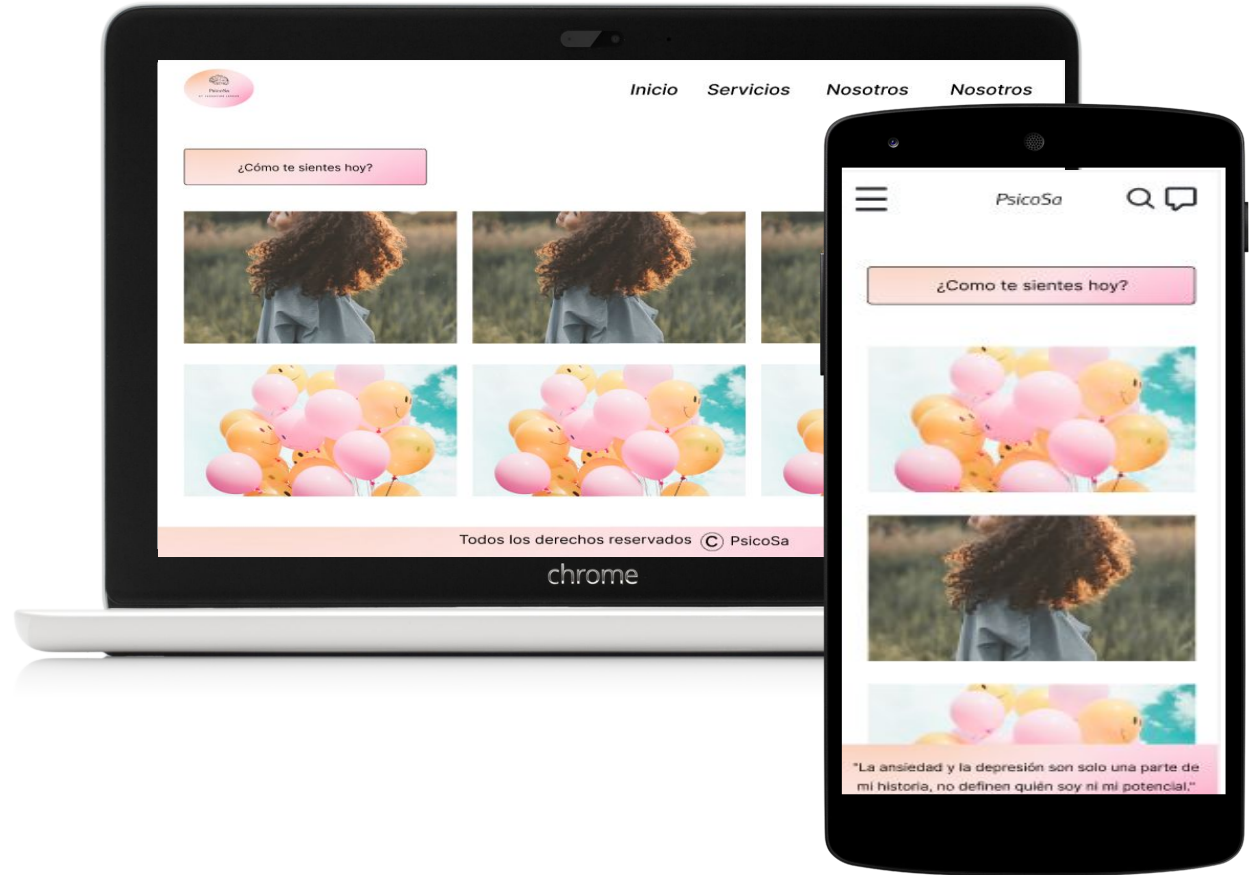 PsicoSa
Inicio Servicios Nosotros Nosotros
¿Cómo te sientes hoy?
Todos los derechos reservados © PsicoSa
chrome
PsicoSa
¿Como te sientes hoy?
"La ansiedad y la depresión son solo una parte de
mi historia, no definen quién soy ni mi potencial."